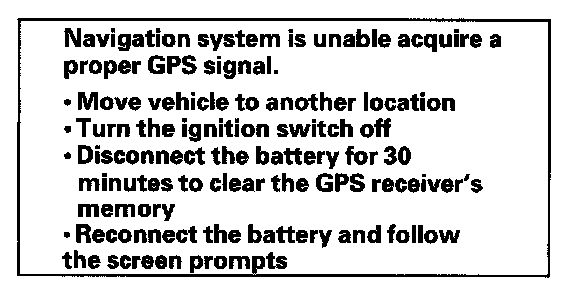 Navigation system is unable acquire a
proper GPS signal.
• Move vehicle to another location
• Turn the ignition switch off
• Disconnect the battery for 30
minutes to clear the GPS receiver's
memory
• Reconnect the battery and follow
the screen prompts